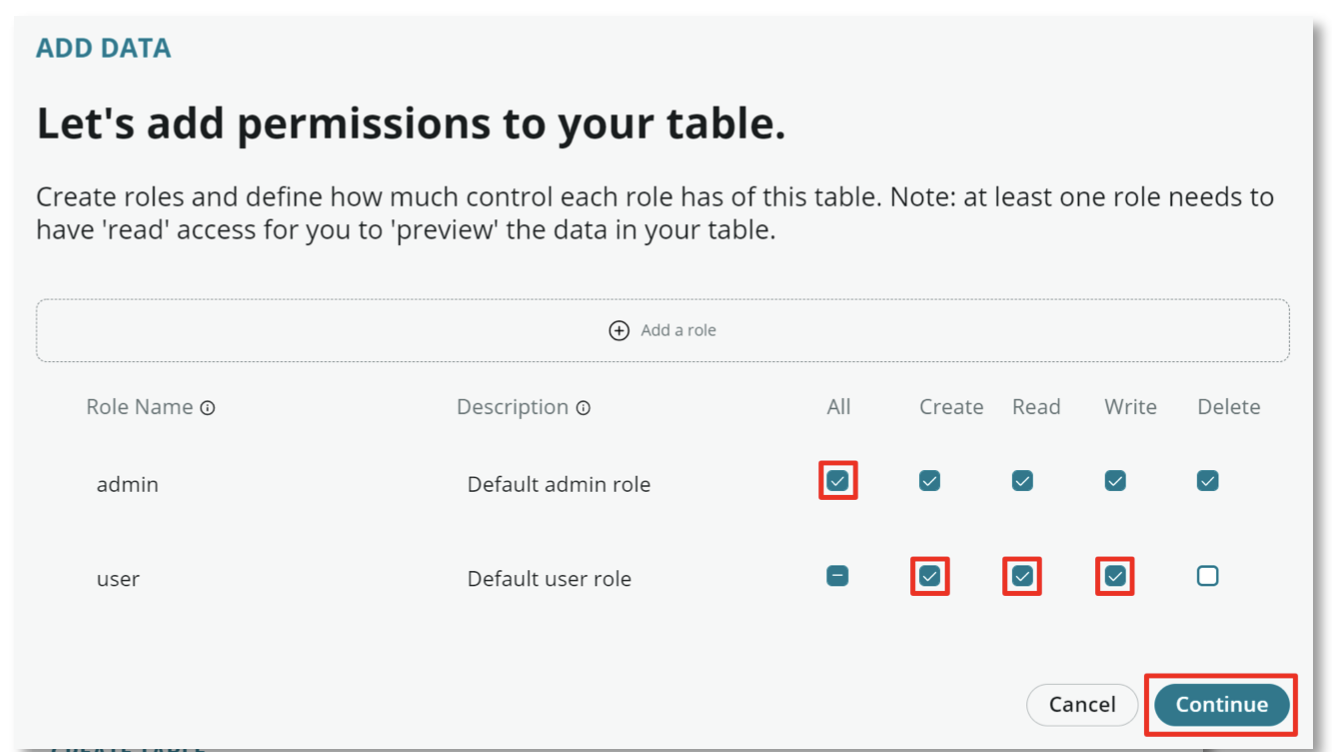 ADD DATA
Let's add permissions to your table.
Create roles and define how much control each role has of this table. Note: at least one role needs to
have 'read' access for you to 'preview' the data in your table.
Add a role
Role Name Description All Create Read Write Delete
admin Default admin role
user Default user role
Cancel Continue
CREATE TABLE